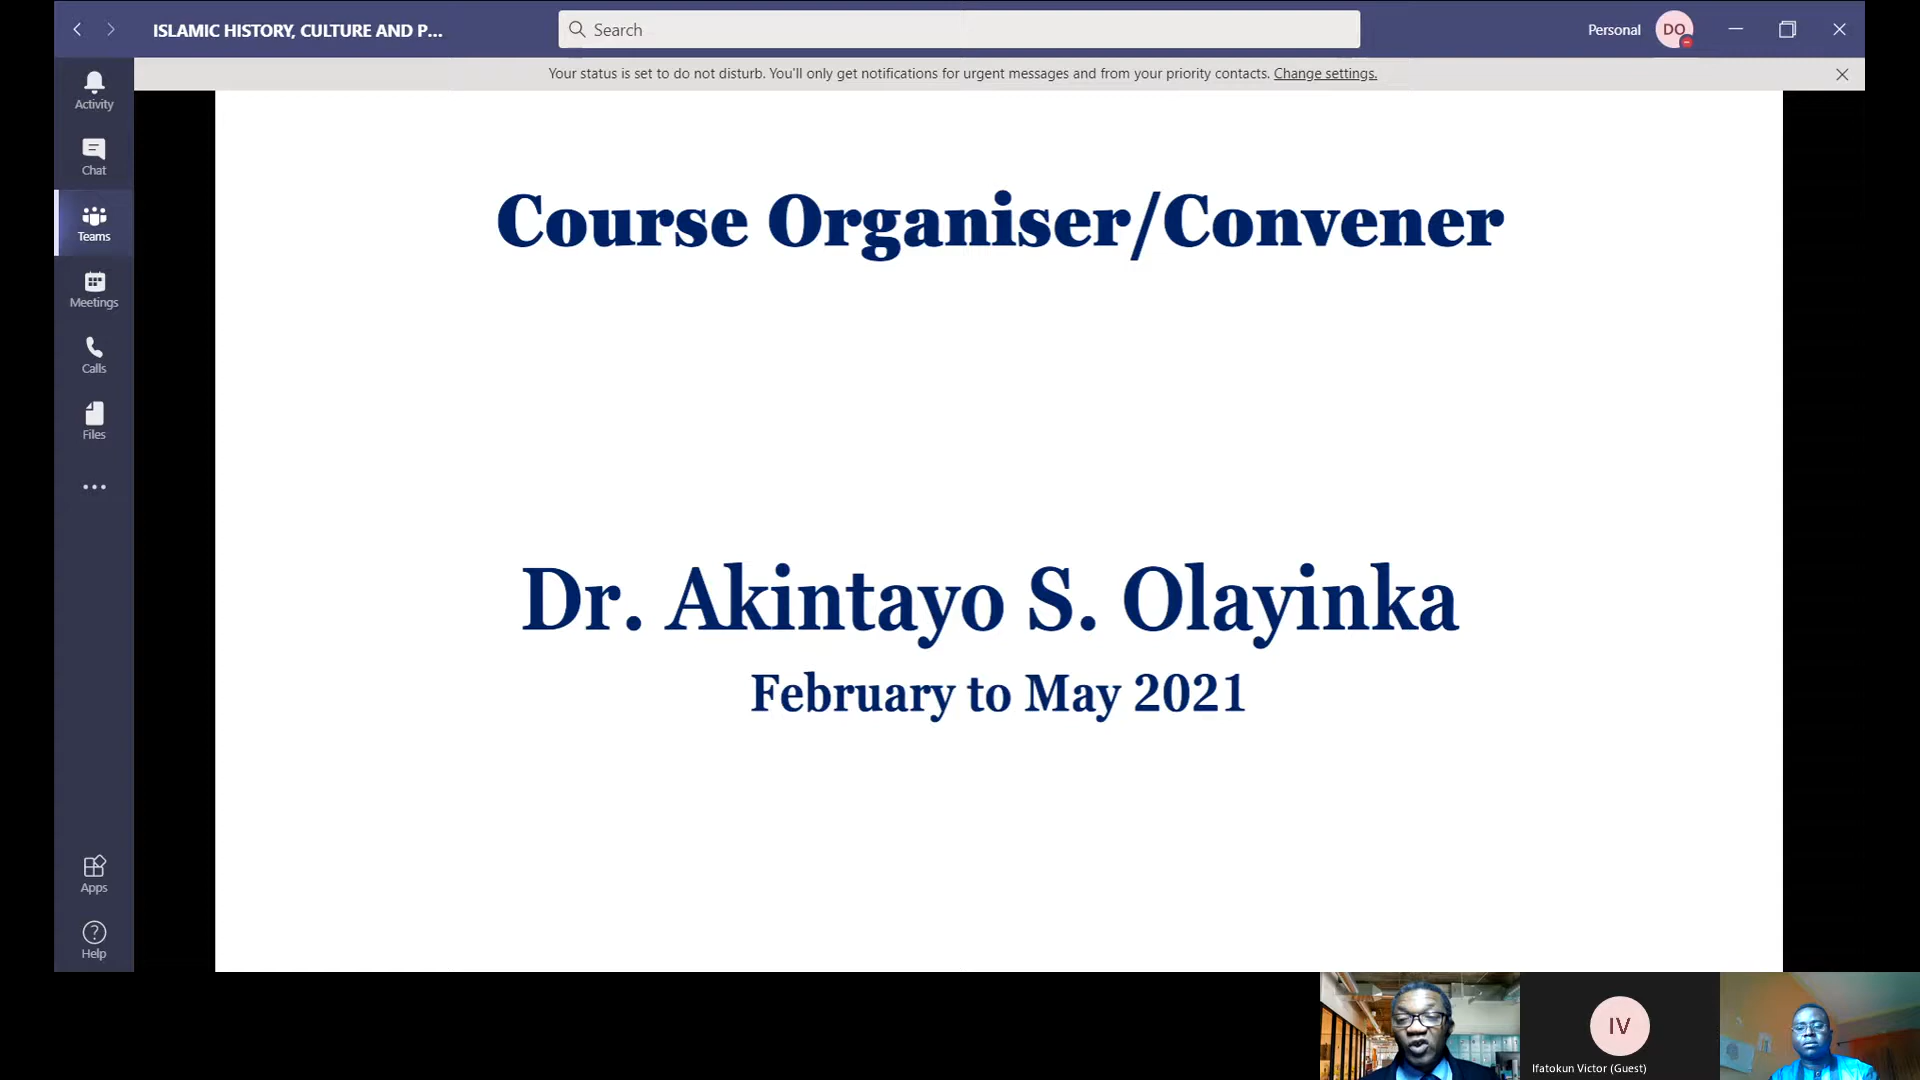 ISLAMIC HISTORY, CULTURE AND P...
Search
Personal
DO
Your status is set to do not disturb. You'll only get notifications for urgent messages and from your priority contacts. Change settings.
Activity
Chat
Teams
Meetings
Calls
Files
Apps
Help
Course Organiser/Convener
Dr. Akintayo S. Olayinka
February to May 2021
IV
Ifatokun Victor (Guest)